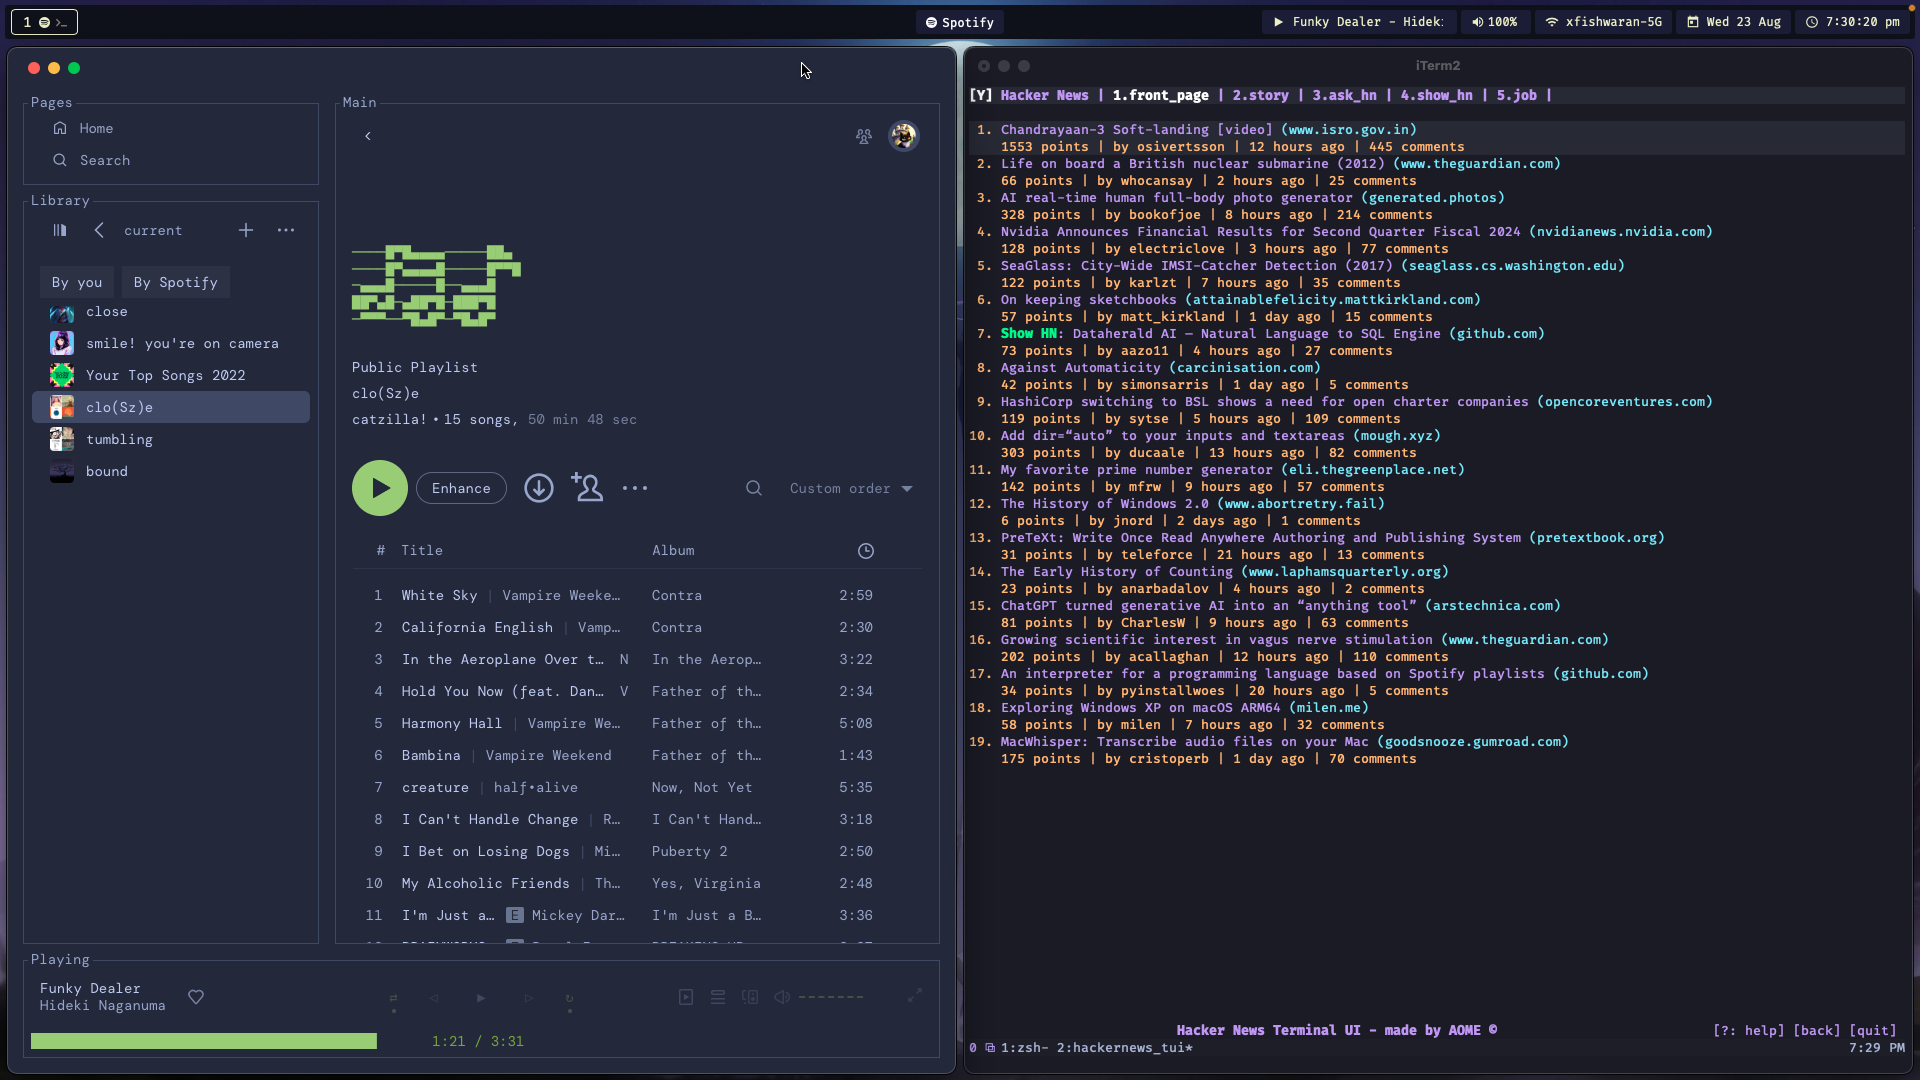 1
Spotify
Funky Dealer - Hidek
100%
xfishwaran-5G
Wed 23 Aug
7:30:20 pm
Pages
Home
Search
Library
current
By you
By Spotify
close
smile! you're on camera
Your Top Songs 2022
clo(Sz)e
tumbling
bound
Main
Public Playlist
clo(Sz)e
catzilla! • 15 songs, 50 min 48 sec
Enhance
Custom order
# Title Album
1 White Sky | Vampire Weeke… Contra 2:59
2 California English | Vamp… Contra 2:30
3 In the Aeroplane Over t… N In the Aerop… 3:22
4 Hold You Now (feat. Dan… V Father of th… 2:34
5 Harmony Hall | Vampire We… Father of th… 5:08
6 Bambina | Vampire Weekend Father of th… 1:43
7 creature | half•alive Now, Not Yet 5:35
8 I Can't Handle Change | R… I Can't Hand… 3:18
9 I Bet on Losing Dogs | Mi… Puberty 2 2:50
10 My Alcoholic Friends | Th… Yes, Virginia 2:48
11 I'm Just a… E Mickey Dar… I'm Just a B… 3:36
Playing
Funky Dealer
Hideki Naganuma
1:21 / 3:31
iTerm2
[Y] Hacker News | 1.front_page | 2.story | 3.ask_hn | 4.show_hn | 5.job |
1. Chandrayaan-3 Soft-landing [video] (www.isro.gov.in)
1553 points | by osivertsson | 12 hours ago | 445 comments
2. Life on board a British nuclear submarine (2012) (www.theguardian.com)
66 points | by whocansay | 2 hours ago | 25 comments
3. AI real-time human full-body photo generator (generated.photos)
328 points | by bookofjoe | 8 hours ago | 214 comments
4. Nvidia Announces Financial Results for Second Quarter Fiscal 2024 (nvidianews.nvidia.com)
128 points | by electriclove | 3 hours ago | 77 comments
5. SeaGlass: City-Wide IMSI-Catcher Detection (2017) (seaglass.cs.washington.edu)
122 points | by karlzt | 7 hours ago | 35 comments
6. On keeping sketchbooks (attainablefelicity.mattkirkland.com)
57 points | by matt_kirkland | 1 day ago | 15 comments
7. Show HN: Dataherald AI – Natural Language to SQL Engine (github.com)
73 points | by aazo11 | 4 hours ago | 27 comments
8. Against Automaticity (carcinisation.com)
42 points | by simonsarris | 1 day ago | 5 comments
9. HashiCorp switching to BSL shows a need for open charter companies (opencoreventures.com)
119 points | by sytse | 5 hours ago | 109 comments
10. Add dir=“auto” to your inputs and textareas (mough.xyz)
303 points | by ducaale | 13 hours ago | 82 comments
11. My favorite prime number generator (eli.thegreenplace.net)
142 points | by mfrw | 9 hours ago | 57 comments
12. The History of Windows 2.0 (www.abortretry.fail)
6 points | by jnord | 2 days ago | 1 comments
13. PreTeXt: Write Once Read Anywhere Authoring and Publishing System (pretextbook.org)
31 points | by teleforce | 21 hours ago | 13 comments
14. The Early History of Counting (www.laphamsquarterly.org)
23 points | by anarbadalov | 4 hours ago | 2 comments
15. ChatGPT turned generative AI into an “anything tool” (arstechnica.com)
81 points | by CharlesW | 9 hours ago | 63 comments
16. Growing scientific interest in vagus nerve stimulation (www.theguardian.com)
202 points | by acallaghan | 12 hours ago | 110 comments
17. An interpreter for a programming language based on Spotify playlists (github.com)
34 points | by pyinstallwoes | 20 hours ago | 5 comments
18. Exploring Windows XP on macOS ARM64 (milen.me)
58 points | by milen | 7 hours ago | 32 comments
19. MacWhisper: Transcribe audio files on your Mac (goodsnooze.gumroad.com)
175 points | by cristoperb | 1 day ago | 70 comments
Hacker News Terminal UI - made by AOME ©
[?: help] [back] [quit]
0 1:zsh- 2:hackernews_tui* 7:29 PM